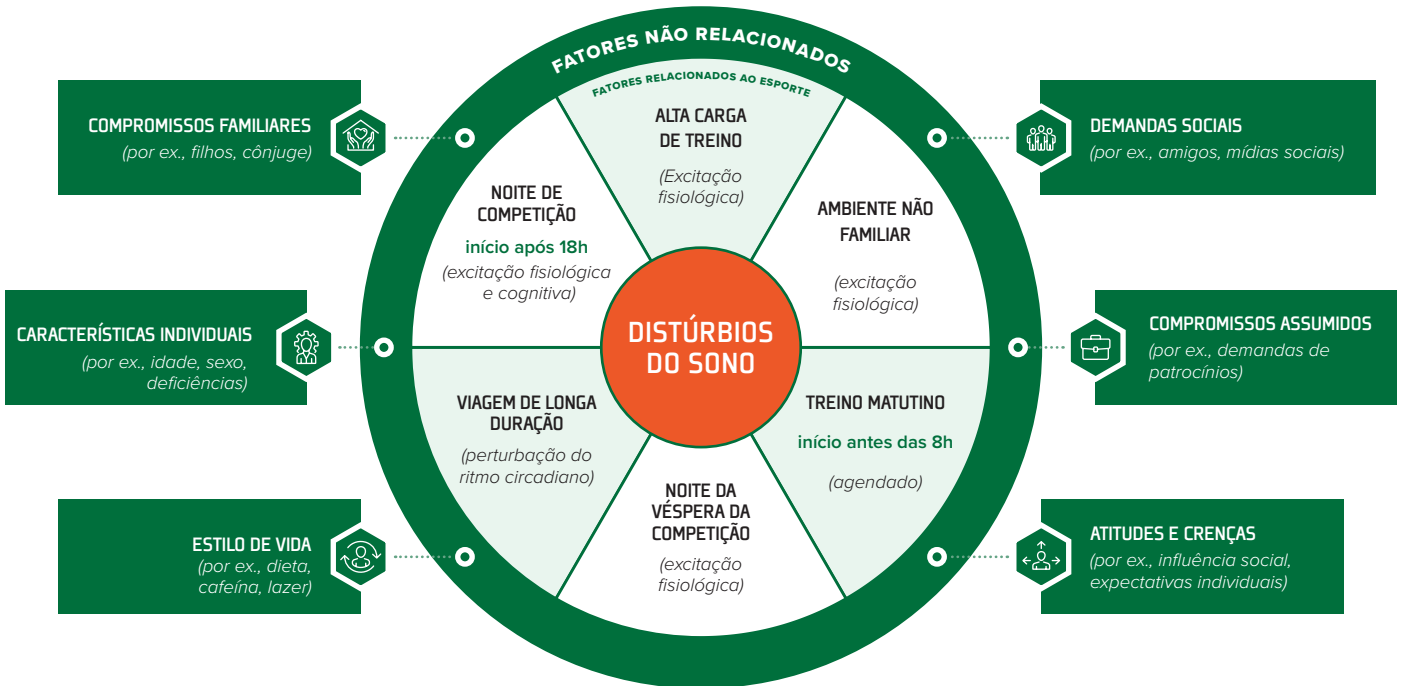 FATORES NÃO RELACIONADOS
FATORES RELACIONADOS AO ESPORTE
ALTA CARGA
DE TREINO
(Excitação
fisiológica)
AMBIENTE NÃO
FAMILIAR
(excitação
fisiológica)
TREINO MATUTINO
início antes das 8h
(agendado)
NOITE DA
VÉSPERA DA
COMPETIÇÃO
(excitação
fisiológica)
VIAGEM DE LONGA
DURAÇÃO
(perturbação do
ritmo circadiano)
NOITE DE
COMPETIÇÃO
início após 18h
(excitação fisiológica
e cognitiva)
DISTÚRBIOS
DO SONO
COMPROMISSOS FAMILIARES
(por ex., filhos, cônjuge)
CARACTERÍSTICAS INDIVIDUAIS
(por ex., idade, sexo,
deficiências)
ESTILO DE VIDA
(por ex., dieta,
cafeína, lazer)
DEMANDAS SOCIAIS
(por ex., amigos, mídias sociais)
COMPROMISSOS ASSUMIDOS
(por ex., demandas de
patrocínios)
ATITUDES E CRENÇAS
(por ex., influência social,
expectativas individuais)